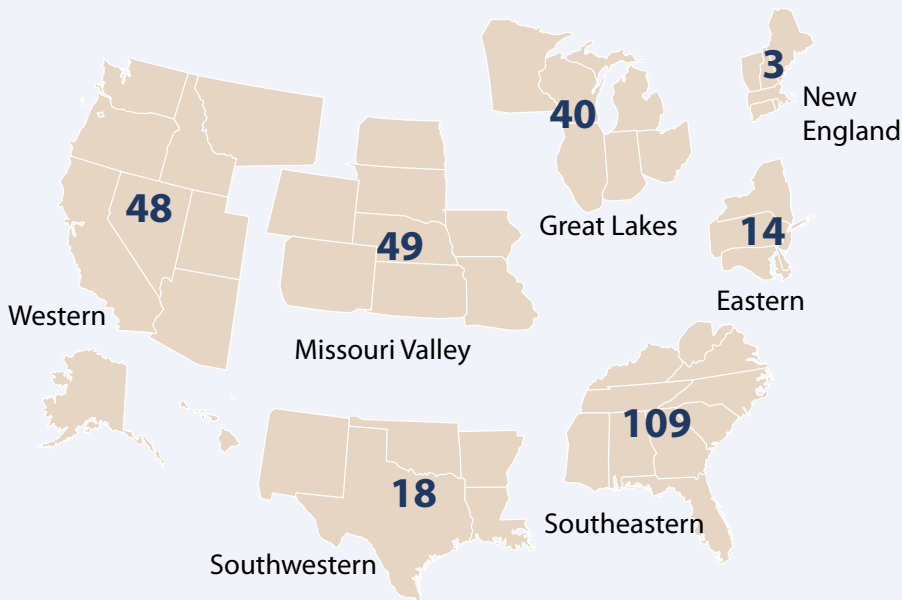 3
New
England
40
Great Lakes
48
Western
49
Missouri Valley
14
Eastern
109
Southeastern
18
Southwestern